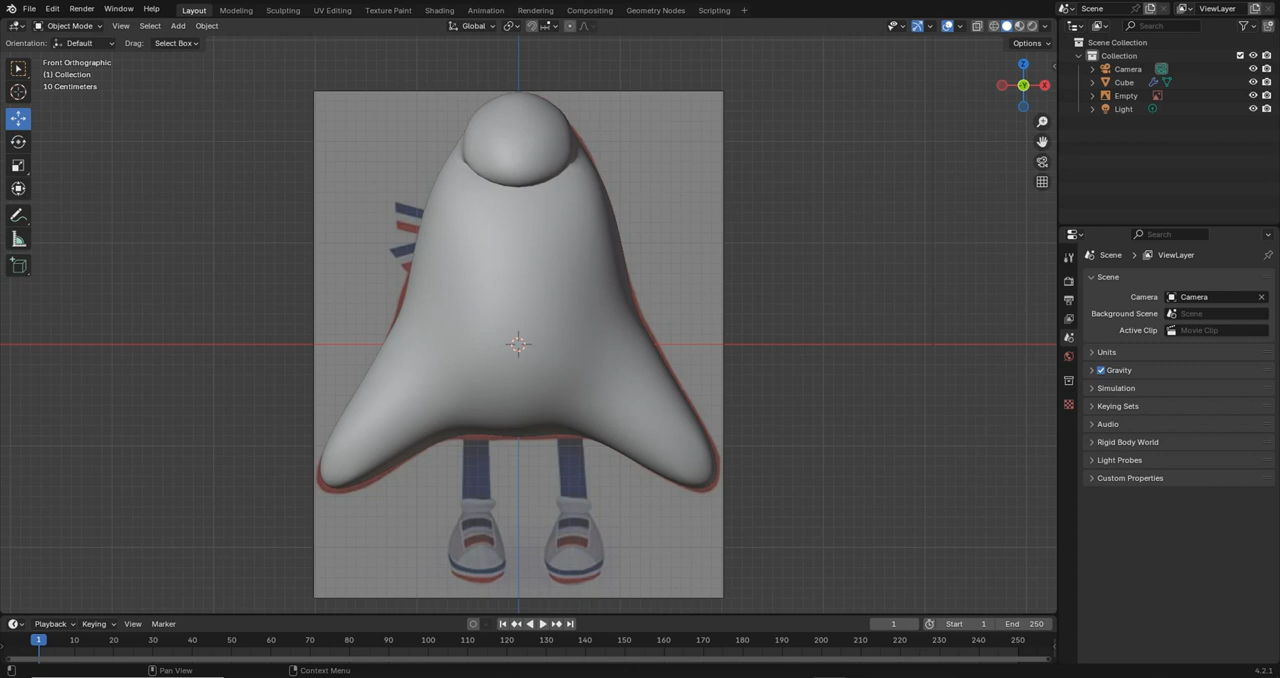 File Edit Render Window Help Layout Modeling Sculpting UV Editing Texture Paint Shading Animation Rendering Compositing Geometry Nodes Scripting + Scene ViewLayer
Object Mode View Select Add Object Global Search
Orientation: Default Drag: Select Box Options
Front Orthographic
(1) Collection
10 Centimeters
Z
X
Y
Scene Collection
Collection
Camera
Cube
Empty
Light
Search
Scene ViewLayer
Scene
Camera Camera
Background Scene Scene
Active Clip Movie Clip
Units
Gravity
Simulation
Keying Sets
Audio
Rigid Body World
Light Probes
Custom Properties
Playback Keying View Marker 1 Start 1 End 250
1 10 20 30 40 50 60 70 80 90 100 110 120 130 140 150 160 170 180 190 200 210 220 230 240 250
Pan View Context Menu 4.2.1